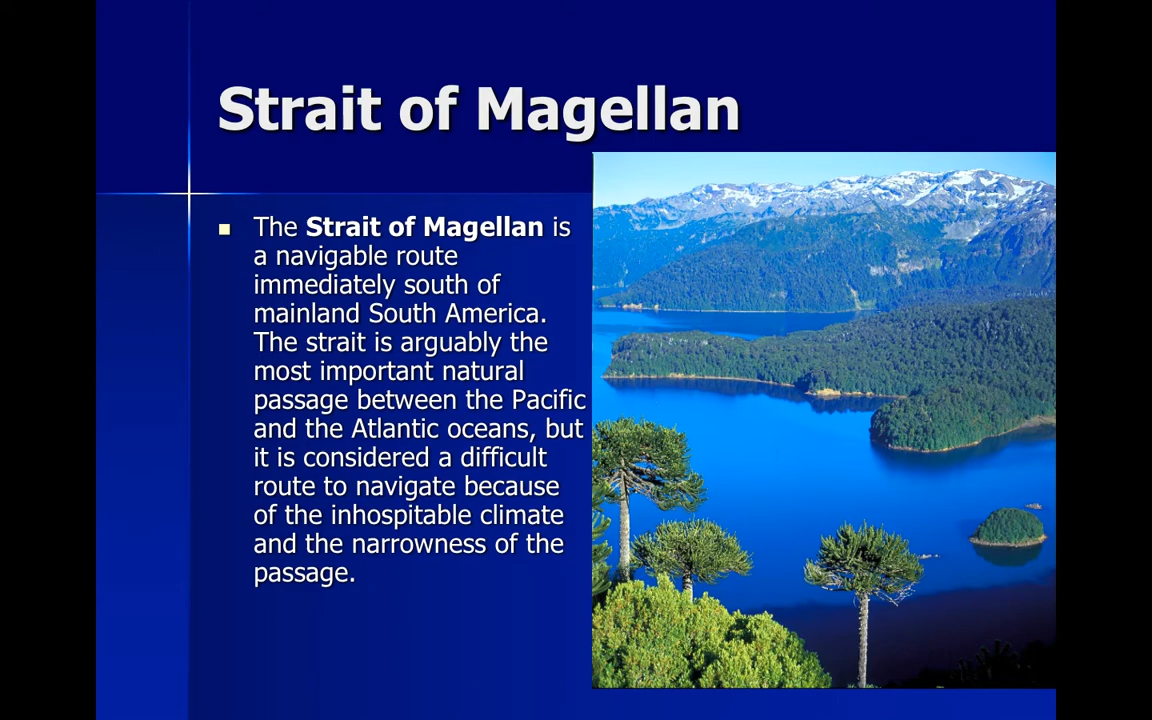 Strait of Magellan
The Strait of Magellan is
a navigable route
immediately south of
mainland South America.
The strait is arguably the
most important natural
passage between the Pacific
and the Atlantic oceans, but
it is considered a difficult
route to navigate because
of the inhospitable climate
and the narrowness of the
passage.